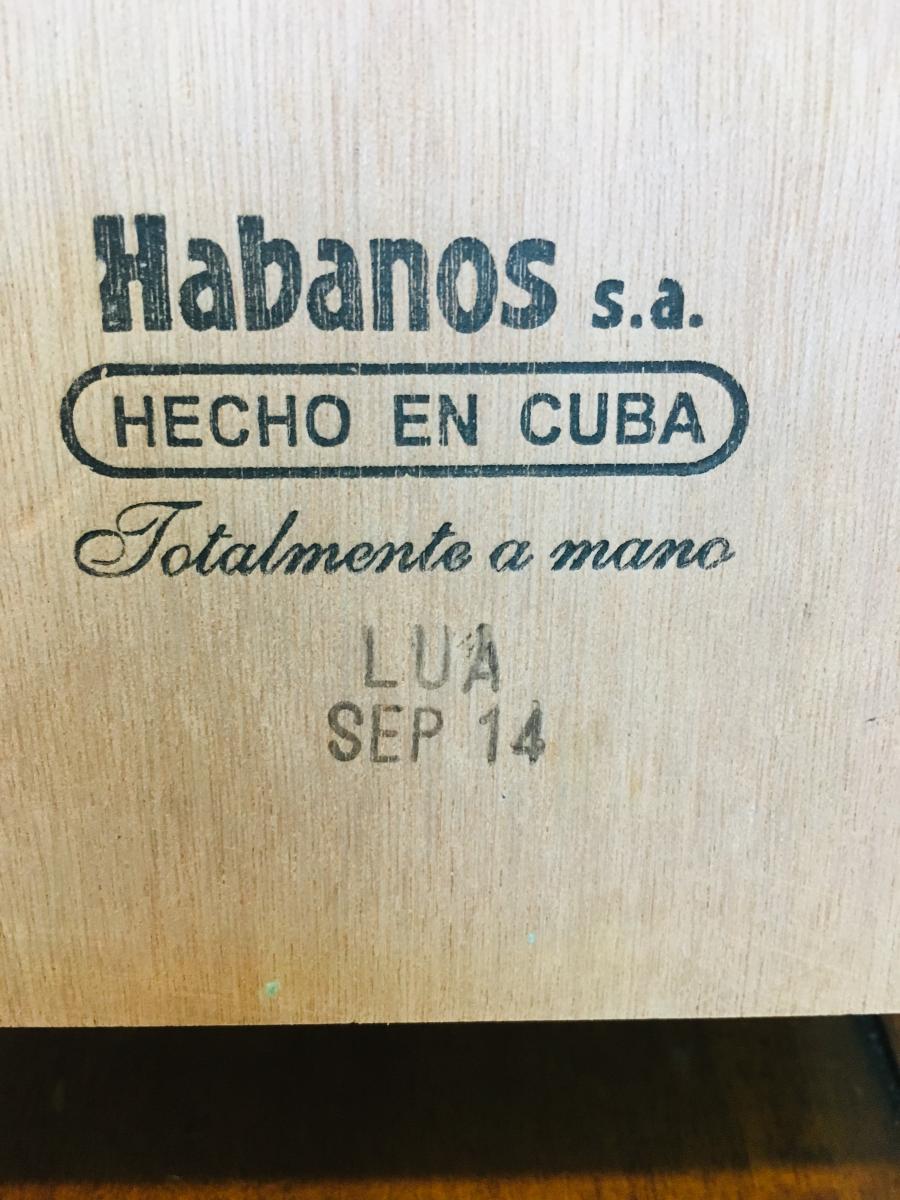 Habanos s.a.
HECHO EN CUBA
Totalmente a mano
LUA
SEP 14